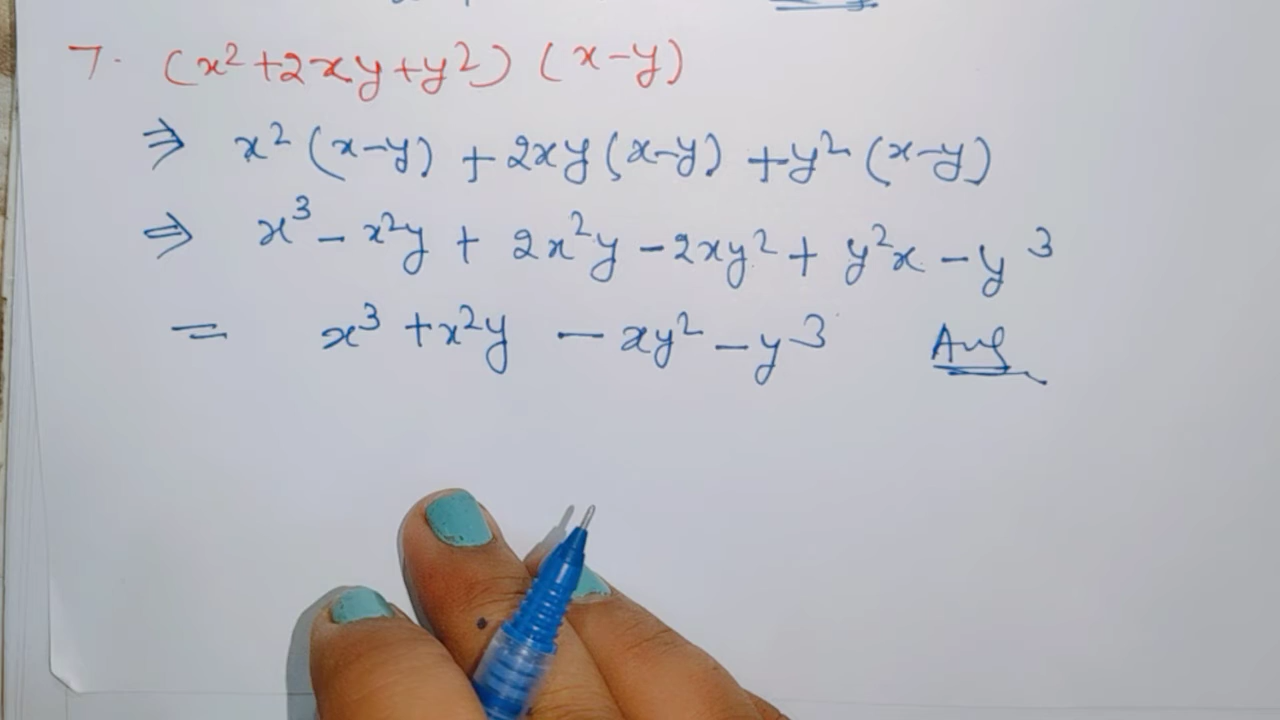 7. (x²+2xy+y²) (x-y)
⇒ x² (x-y) + 2xy (x-y) + y² (x-y)
⇒ x³ - x²y + 2x²y - 2xy² + y²x - y³
= x³ + x²y - xy² - y³ Ans